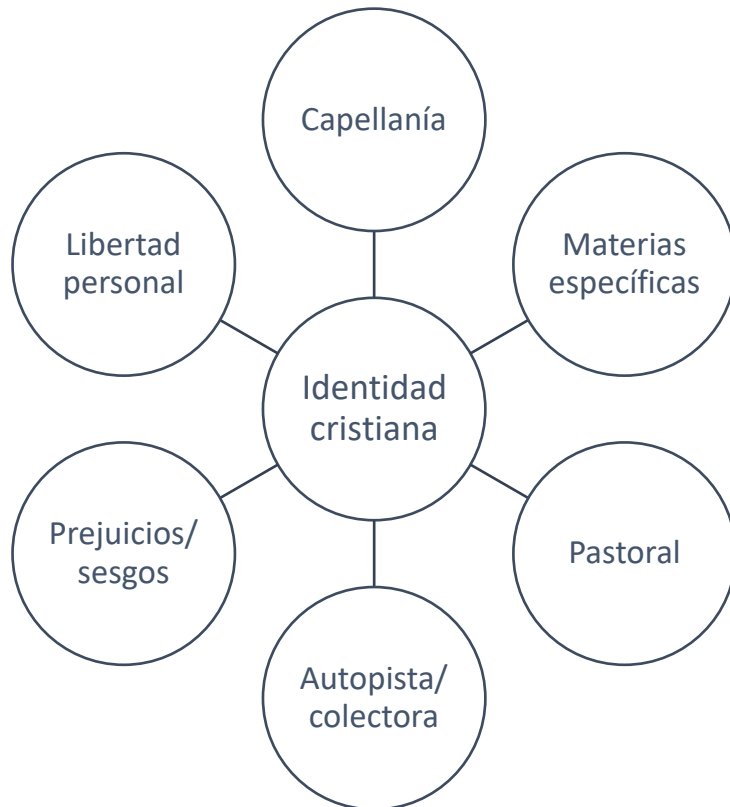 Capellanía
Libertad
personal
Materias
específicas
Identidad
cristiana
Prejuicios/
sesgos
Pastoral
Autopista/
colectora